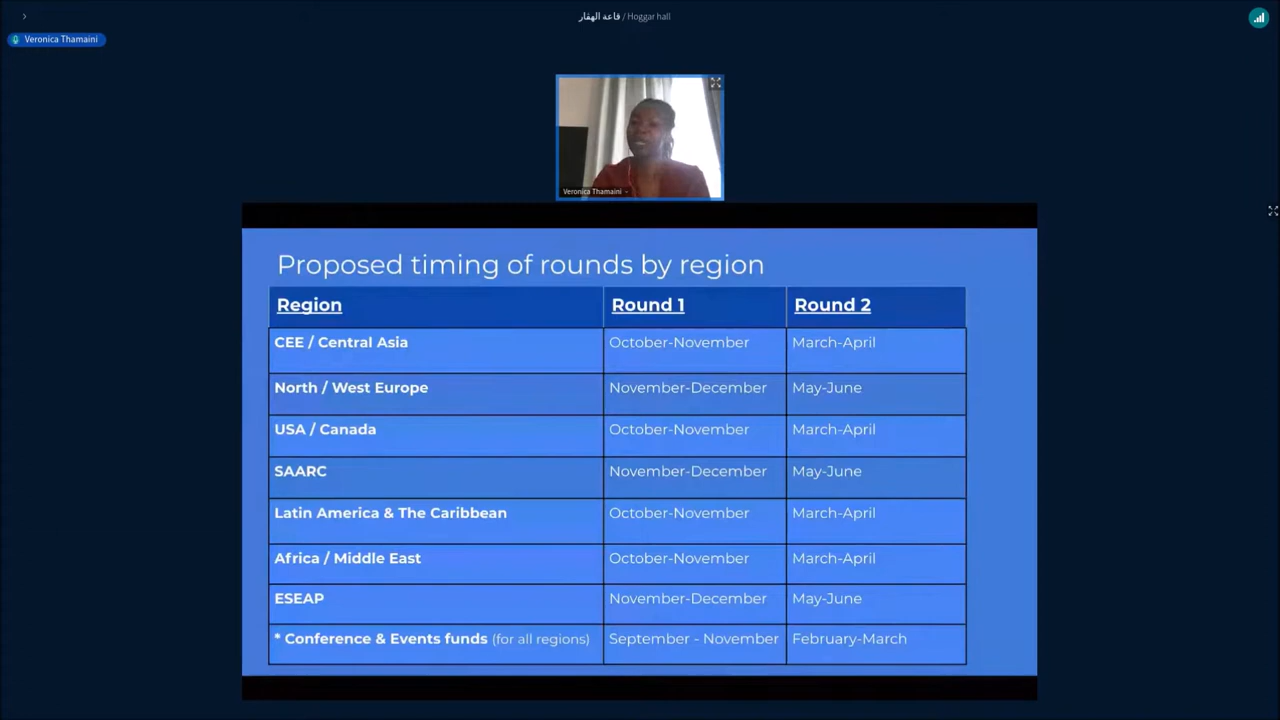 قاعة الهڨار / Hoggar hall
Veronica Thamaini
Veronica Thamaini
Proposed timing of rounds by region
Region Round 1 Round 2
CEE / Central Asia October-November March-April
North / West Europe November-December May-June
USA / Canada October-November March-April
SAARC November-December May-June
Latin America & The Caribbean October-November March-April
Africa / Middle East October-November March-April
ESEAP November-December May-June
* Conference & Events funds (for all regions) September - November February-March